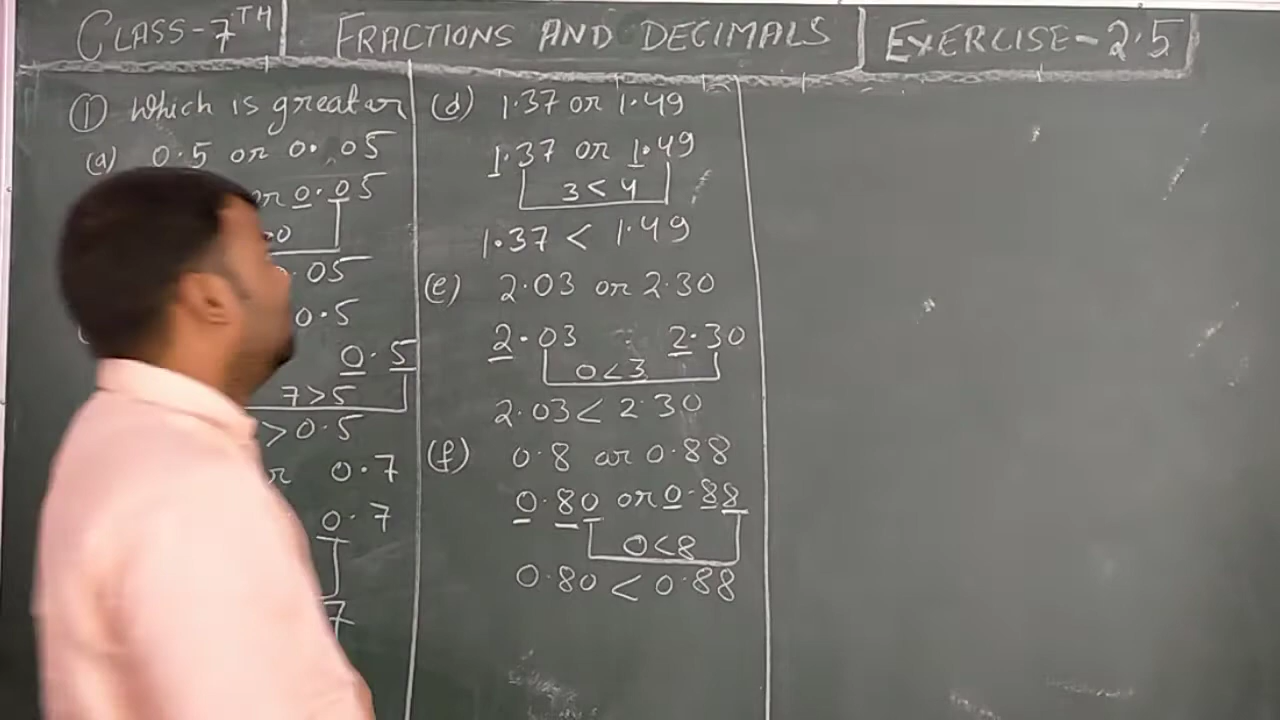 CLASS-7TH
FRACTIONS AND DECIMALS
EXERCISE-2.5
① Which is greater
(a) 0.5 or 0.05
or 0.05
>0
0.05
0.5
0.5
7>5
>0.5
or 0.7
0.7
7
(d) 1.37 or 1.49
1.37 or 1.49
3<4
1.37 < 1.49
(e) 2.03 or 2.30
2.03 2.30
0<3
2.03 < 2.30
(f) 0.8 or 0.88
0.80 or 0.88
0<8
0.80 < 0.88